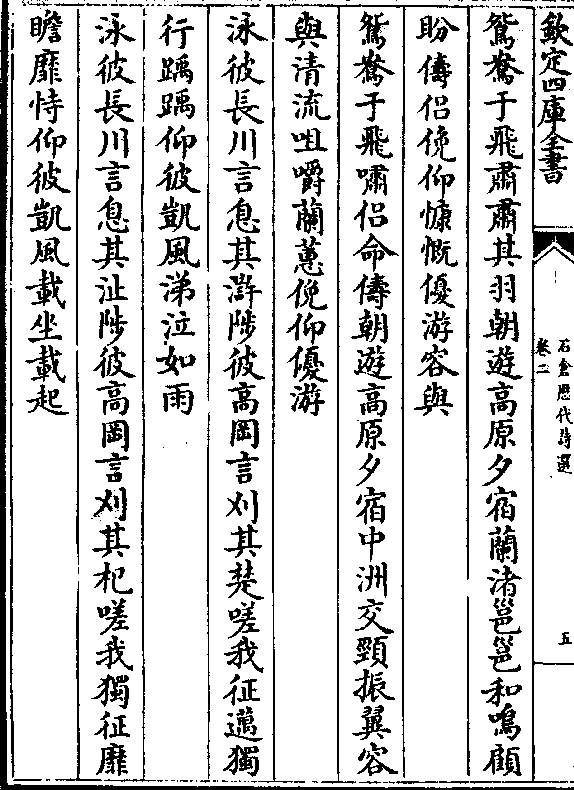 欽定四庫全書
石倉歷代詩選
卷二
五
鴛鴦于飛肅肅其羽朝遊高原夕宿蘭渚邕邕和鳴顧
盼儔侶俛仰慷慨優游容與
鴛鴦于飛嘯侶命儔朝遊高原夕宿中洲交頸振翼容
與清流咀嚼蘭蕙俛仰優游
泳彼長川言息其滸陟彼高岡言刈其楚嗟我征邁獨
行踽踽仰彼凱風涕泣如雨
泳彼長川言息其沚陟彼高岡言刈其杞嗟我獨征靡
瞻靡恃仰彼凱風載坐載起